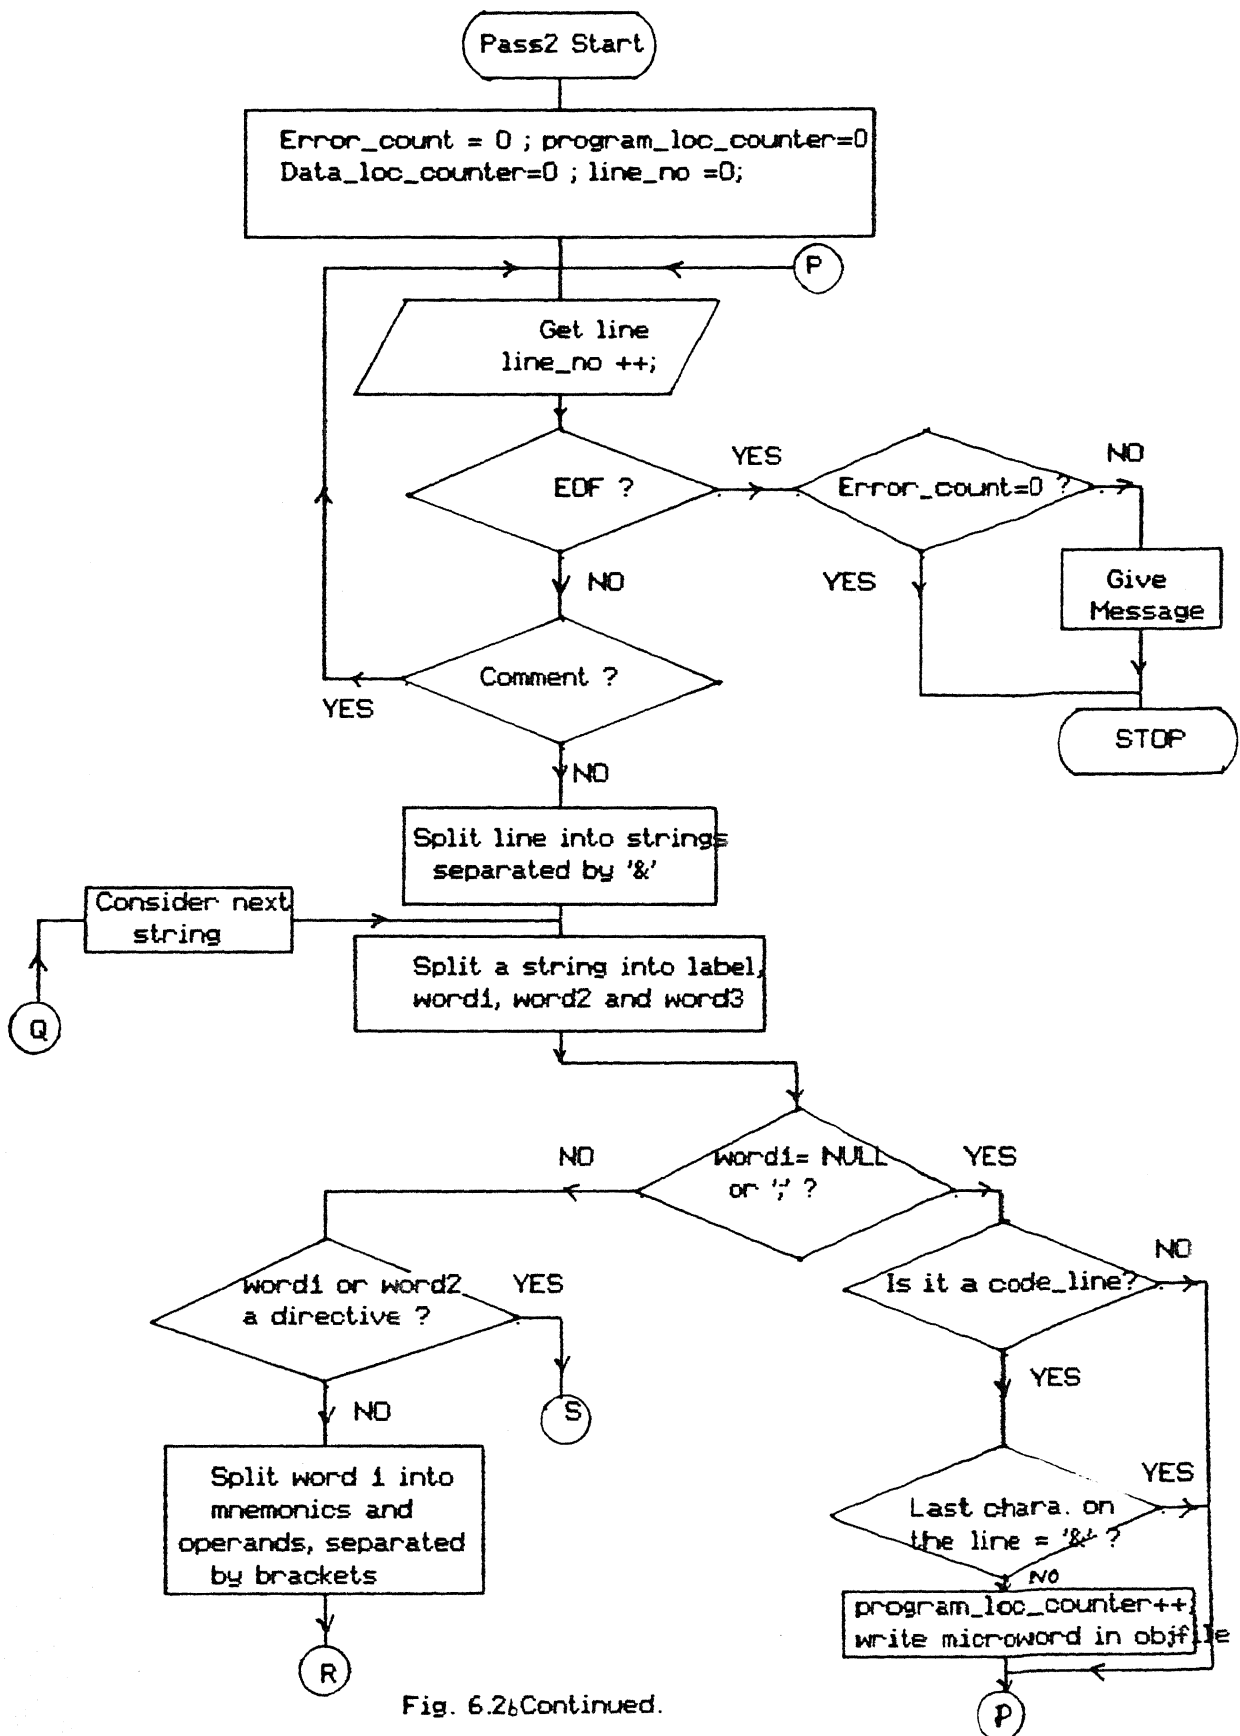 Pass2 Start
Error_count = 0 ; program_loc_counter=0
Data_loc_counter=0 ; line_no =0;
P
Get line
line_no ++;
EOF ?
YES
Error_count=0 ?
NO
NO
YES
Give
Message
Comment ?
YES
STOP
NO
Split line into strings
separated by '&'
Consider next
string
Split a string into label,
word1, word2 and word3
Q
NO
word1= NULL
or ';' ?
YES
word1 or word2
a directive ?
YES
Is it a code_line?
NO
YES
S
NO
Split word 1 into
mnemonics and
operands, separated
by brackets
Last chara. on
the line = '&' ?
YES
NO
program_loc_counter++;
write microword in objfile
R
P
Fig. 6.2b Continued.